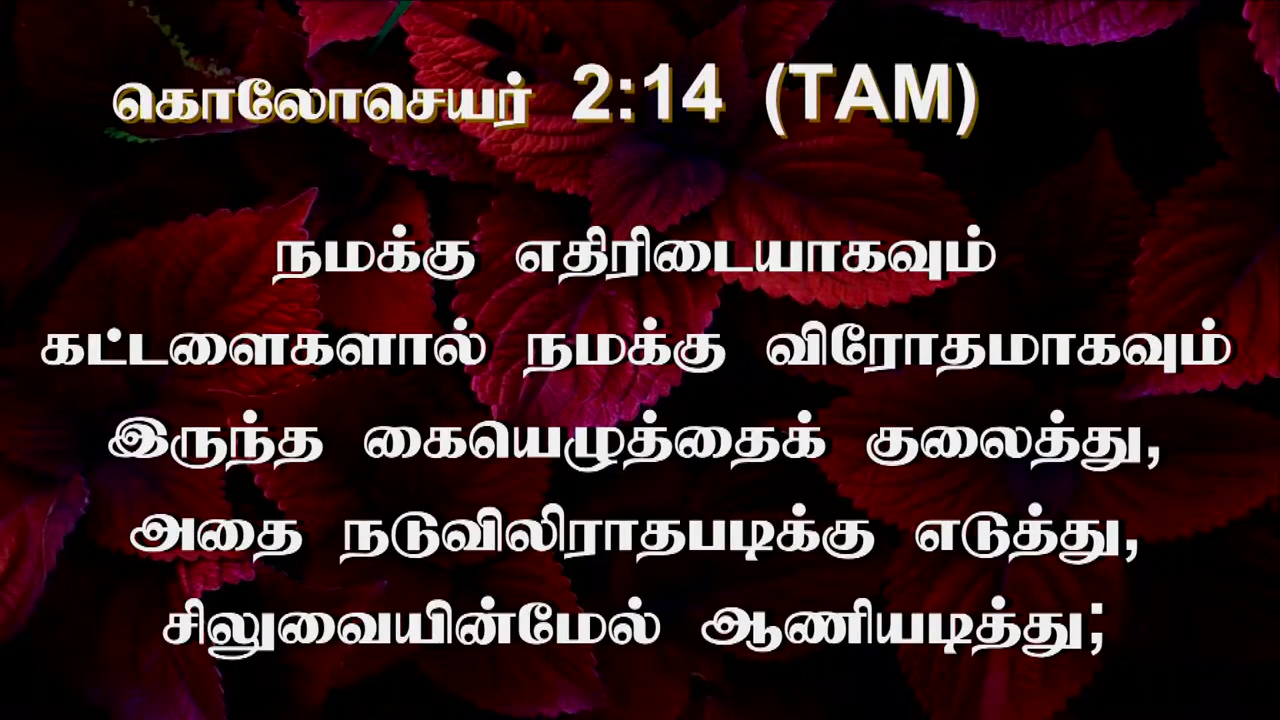 கொலோசெயர் 2:14 (TAM)
நமக்கு எதிரிடையாகவும்
கட்டளைகளால் நமக்கு விரோதமாகவும்
இருந்த கையெழுத்தைக் குலைத்து,
அதை நடுவிலிராதபடிக்கு எடுத்து,
சிலுவையின்மேல் ஆணியடித்து;